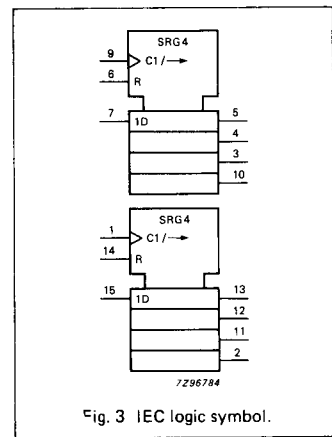 SRG4
9
C1/→
6
R
7
1D
5
4
3
10
SRG4
1
C1/→
14
R
15
1D
13
12
11
2
7Z96784
Fig. 3 IEC logic symbol.